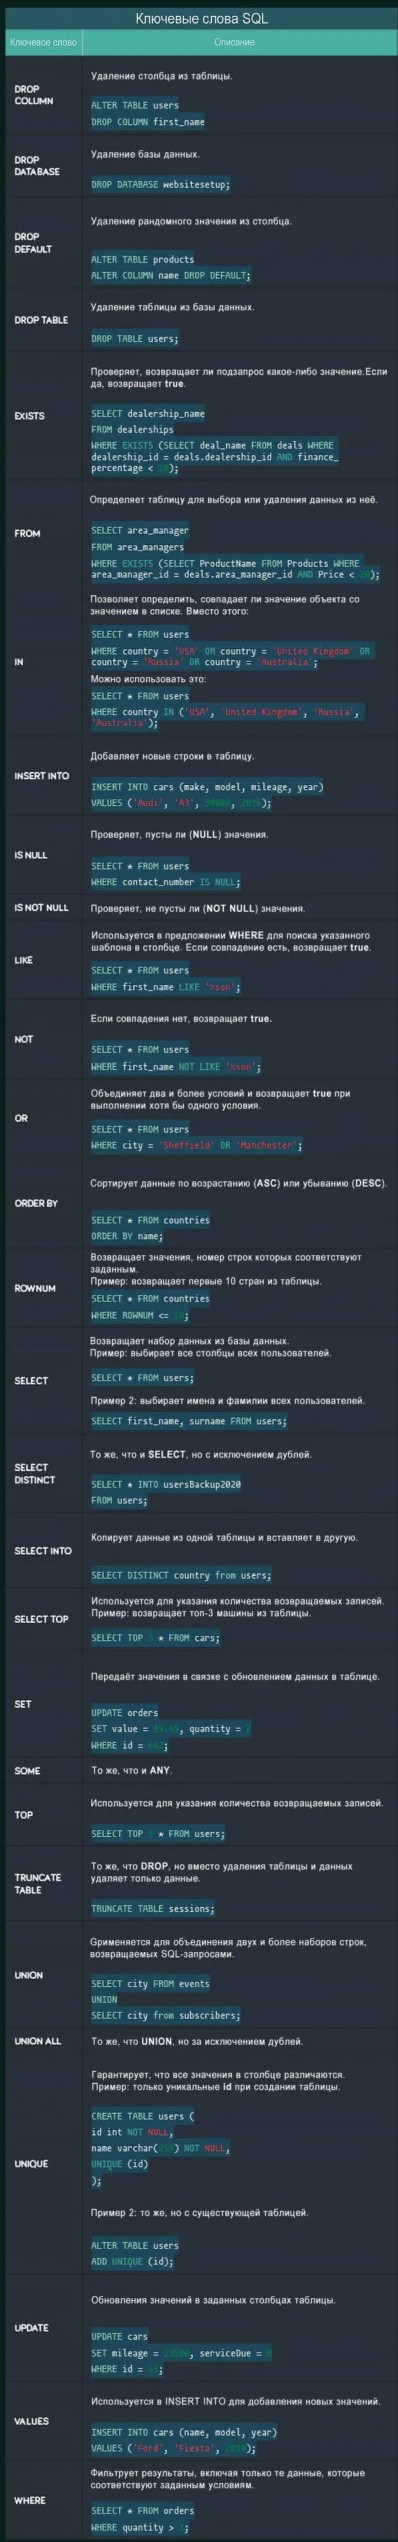 Ключевые слова SQL
Ключевое слово
Описание
DROP
COLUMN
Удаление столбца из таблицы.
ALTER TABLE users
DROP COLUMN first_name
DROP
DATABASE
Удаление базы данных.
DROP DATABASE websitesetup;
DROP
DEFAULT
Удаление рандомного значения из столбца.
ALTER TABLE products
ALTER COLUMN name DROP DEFAULT;
DROP TABLE
Удаление таблицы из базы данных.
DROP TABLE users;
EXISTS
Проверяет, возвращает ли подзапрос какое-либо значение.Если
да, возвращает true.
SELECT dealership_name
FROM dealerships
WHERE EXISTS (SELECT deal_name FROM deals WHERE
dealership_id = deals.dealership_id AND finance_
percentage < 10);
FROM
Определяет таблицу для выбора или удаления данных из неё.
SELECT area_manager
FROM area_managers
WHERE EXISTS (SELECT ProductName FROM Products WHERE
area_manager_id = deals.area_manager_id AND Price < 20);
IN
Позволяет определить, совпадает ли значение объекта со
значением в списке. Вместо этого:
SELECT * FROM users
WHERE country = 'USA' OR country = 'United Kingdom' OR
country = 'Russia' OR country = 'Australia';
Можно использовать это:
SELECT * FROM users
WHERE country IN ('USA', 'United Kingdom', 'Russia',
'Australia');
INSERT INTO
Добавляет новые строки в таблицу.
INSERT INTO cars (make, model, mileage, year)
VALUES ('Audi', 'A3', 30000, 2016);
IS NULL
Проверяет, пусты ли (NULL) значения.
SELECT * FROM users
WHERE contact_number IS NULL;
IS NOT NULL
Проверяет, не пусты ли (NOT NULL) значения.
LIKE
Используется в предложении WHERE для поиска указанного
шаблона в столбце. Если совпадение есть, возвращает true.
SELECT * FROM users
WHERE first_name LIKE '%son';
NOT
Если совпадения нет, возвращает true.
SELECT * FROM users
WHERE first_name NOT LIKE '%son';
OR
Объединяет два и более условий и возвращает true при
выполнении хотя бы одного условия.
SELECT * FROM users
WHERE city = 'Sheffield' OR 'Manchester';
ORDER BY
Сортирует данные по возрастанию (ASC) или убыванию (DESC).
SELECT * FROM countries
ORDER BY name;
ROWNUM
Возвращает значения, номер строк которых соответствуют
заданным.
Пример: возвращает первые 10 стран из таблицы.
SELECT * FROM countries
WHERE ROWNUM <= 10;
SELECT
Возвращает набор данных из базы данных.
Пример: выбирает все столбцы всех пользователей.
SELECT * FROM users;
Пример 2: выбирает имена и фамилии всех пользователей.
SELECT first_name, surname FROM users;
SELECT
DISTINCT
То же, что и SELECT, но с исключением дублей.
SELECT * INTO usersBackup2020
FROM users;
SELECT INTO
Копирует данные из одной таблицы и вставляет в другую.
SELECT DISTINCT country from users;
SELECT TOP
Используется для указания количества возвращаемых записей.
Пример: возвращает топ-3 машины из таблицы.
SELECT TOP 3 * FROM cars;
SET
Передаёт значения в связке с обновлением данных в таблице.
UPDATE orders
SET value = 19.49, quantity = 2
WHERE id = 642;
SOME
То же, что и ANY.
TOP
Используется для указания количества возвращаемых записей.
SELECT TOP 5 * FROM users;
TRUNCATE
TABLE
То же, что DROP, но вместо удаления таблицы и данных
удаляет только данные.
TRUNCATE TABLE sessions;
UNION
Gрименяется для объединения двух и более наборов строк,
возвращаемых SQL-запросами.
SELECT city FROM events
UNION
SELECT city from subscribers;
UNION ALL
То же, что UNION, но за исключением дублей.
UNIQUE
Гарантирует, что все значения в столбце различаются.
Пример: только уникальные id при создании таблицы.
CREATE TABLE users (
id int NOT NULL,
name varchar(255) NOT NULL,
UNIQUE (id)
);
Пример 2: то же, но с существующей таблицей.
ALTER TABLE users
ADD UNIQUE (id);
UPDATE
Обновления значений в заданных столбцах таблицы.
UPDATE cars
SET mileage = 23500, serviceDue = 0
WHERE id = 45;
VALUES
Используется в INSERT INTO для добавления новых значений.
INSERT INTO cars (name, model, year)
VALUES ('Ford', 'Fiesta', 2010);
WHERE
Фильтрует результаты, включая только те данные, которые
соответствуют заданным условиям.
SELECT * FROM orders
WHERE quantity > 1;